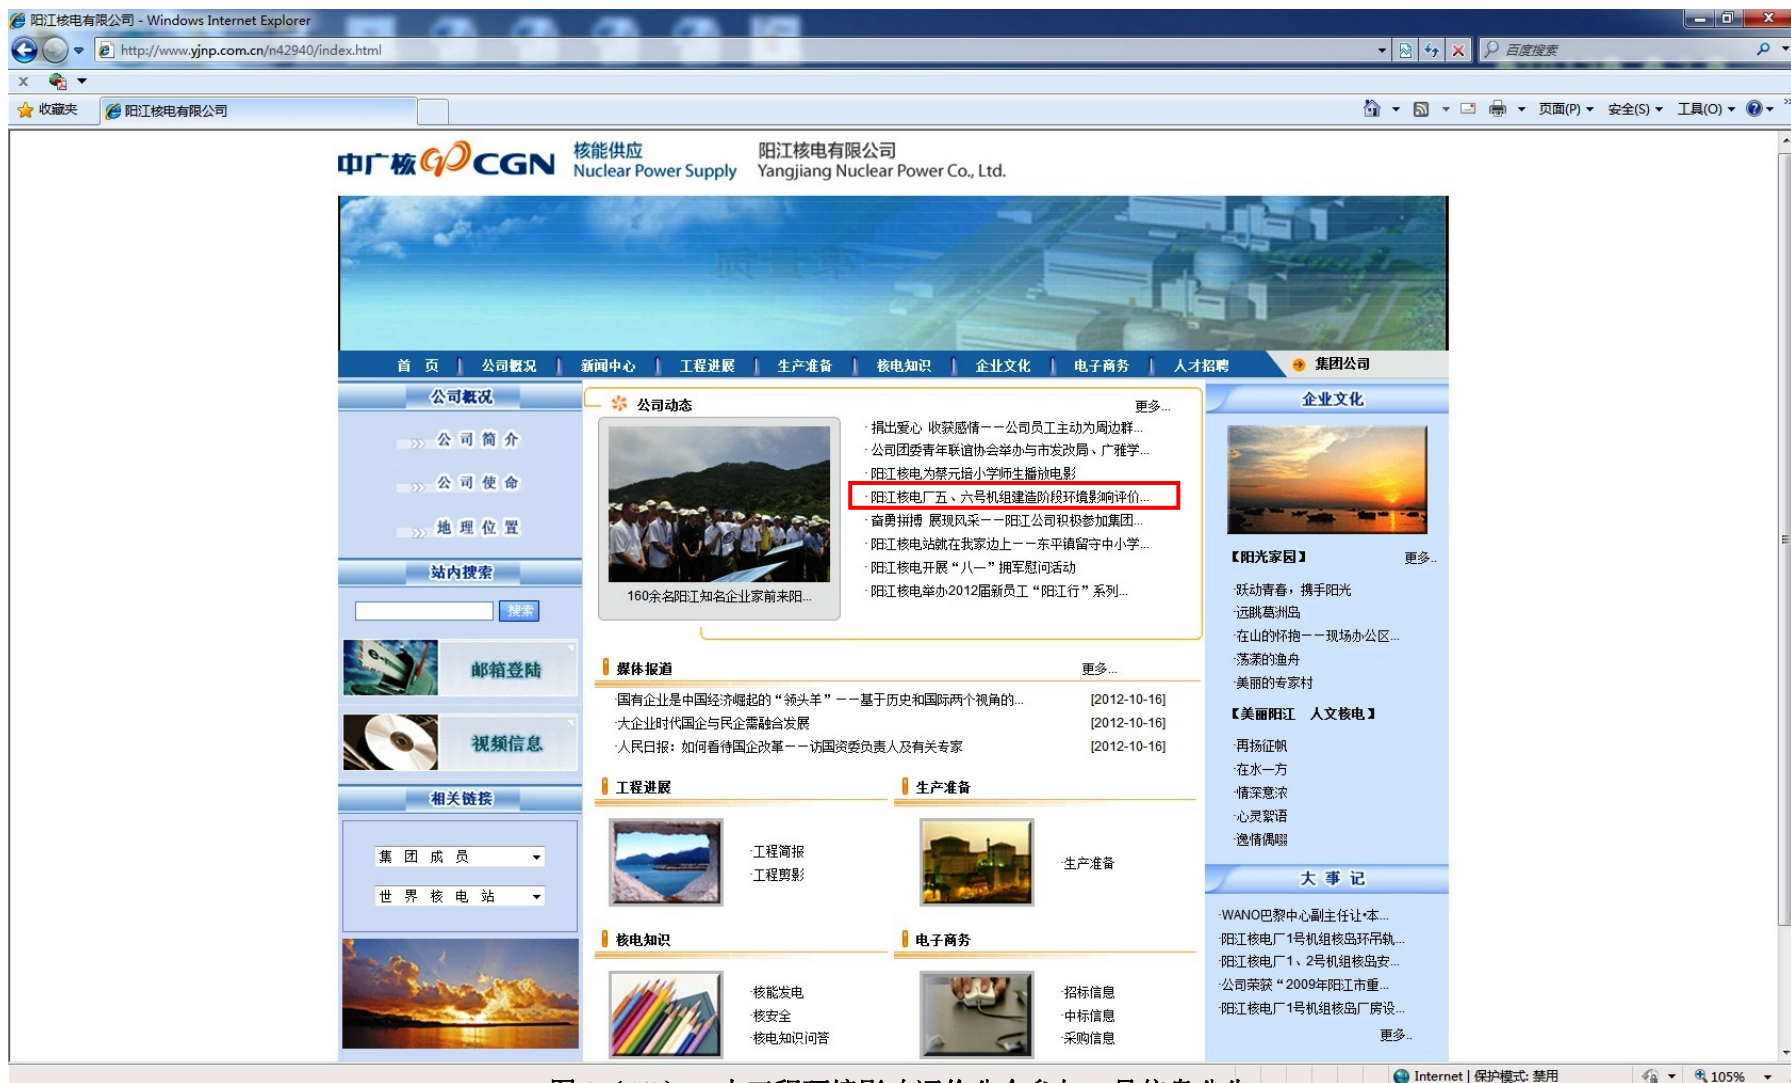 阳江核电有限公司 - Windows Internet Explorer
http://www.yjnp.com.cn/n42940/index.html
百度搜索
x
收藏夹
阳江核电有限公司
页面(P)
安全(S)
工具(O)
中广核 CGN
核能供应
Nuclear Power Supply
阳江核电有限公司
Yangjiang Nuclear Power Co., Ltd.
首 页 公司概况 新闻中心 工程进展 生产准备 核电知识 企业文化 电子商务 人才招聘 集团公司
公司概况
公 司 简 介
公 司 使 命
地 理 位 置
站内搜索
搜索
邮箱登陆
视频信息
相关链接
集 团 成 员
世 界 核 电 站
公司动态
更多...
160余名阳江知名企业家前来阳...
·捐出爱心 收获感情——公司员工主动为周边群...
·公司团委青年联谊协会举办与市发改局、广雅学...
·阳江核电为蔡元培小学师生播放电影
·阳江核电厂五、六号机组建造阶段环境影响评价...
·奋勇拼搏 展现风采——阳江公司积极参加集团...
·阳江核电站就在我家边上——东平镇留守中小学...
·阳江核电开展“八一”拥军慰问活动
·阳江核电举办2012届新员工“阳江行”系列...
媒体报道
更多...
·国有企业是中国经济崛起的“领头羊”——基于历史和国际两个视角的... [2012-10-16]
·大企业时代国企与民企需融合发展 [2012-10-16]
·人民日报：如何看待国企改革——访国资委负责人及有关专家 [2012-10-16]
工程进展
·工程简报
·工程剪影
生产准备
·生产准备
核电知识
·核能发电
·核安全
·核电知识问答
电子商务
·招标信息
·中标信息
·采购信息
企业文化
【阳光家园】
更多..
·跃动青春，携手阳光
·远眺葛洲岛
·在山的怀抱——现场办公区...
·荡漾的渔舟
·美丽的专家村
【美丽阳江 人文核电】
·再扬征帆
·在水一方
·情深意浓
·心灵絮语
·逸情偶啜
大 事 记
·WANO巴黎中心副主任让•本...
·阳江核电厂1号机组核岛环吊轨...
·阳江核电厂1、2号机组核岛安...
·公司荣获“2009年阳江市重...
·阳江核电厂1号机组核岛厂房设...
更多..
Internet | 保护模式: 禁用
105%